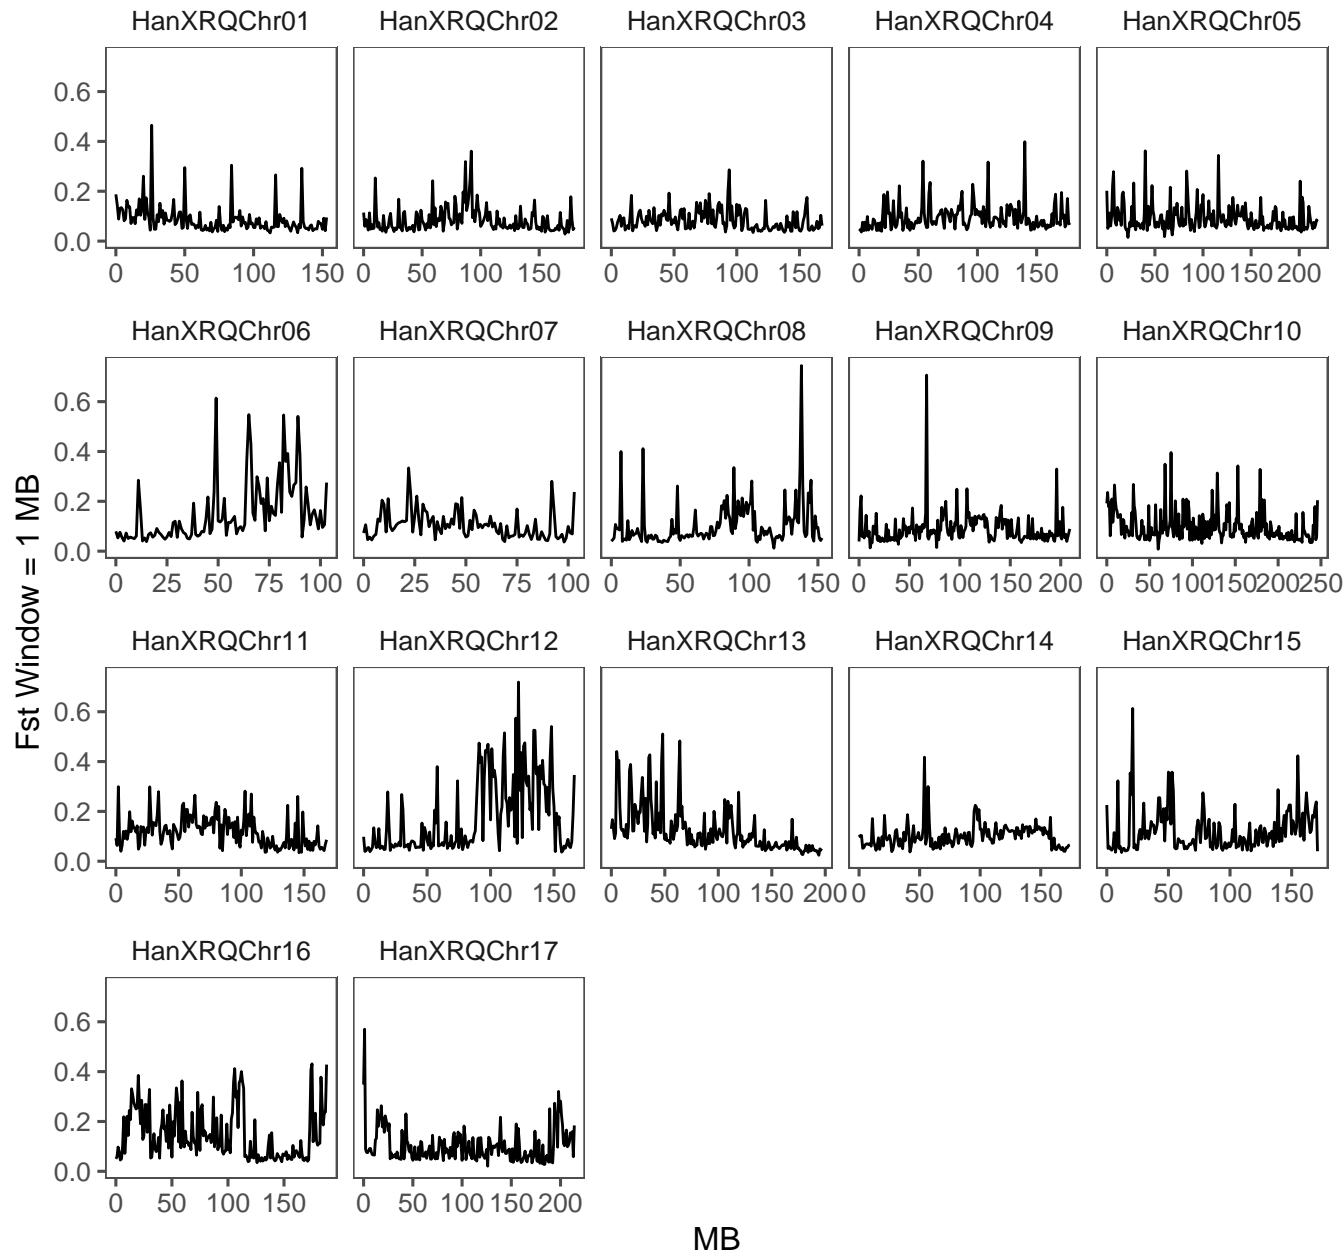 HanXRQChr01 HanXRQChr02 HanXRQChr03 HanXRQChr04 HanXRQChr05
0.6
0.4
0.2
0.0
0 50 100 150 0 50 100 150 0 50 100 150 0 50 100 150 0 50 100 150 200
HanXRQChr06 HanXRQChr07 HanXRQChr08 HanXRQChr09 HanXRQChr10
0.6
0.4
0.2
0.0
0 25 50 75 100 0 25 50 75 100 0 50 100 150 0 50 100 150 200 0 50 100 150 200 250
HanXRQChr11 HanXRQChr12 HanXRQChr13 HanXRQChr14 HanXRQChr15
0.6
0.4
0.2
0.0
0 50 100 150 0 50 100 150 0 50 100 150 200 0 50 100 150 0 50 100 150
HanXRQChr16 HanXRQChr17
0.6
0.4
0.2
0.0
0 50 100 150 0 50 100 150 200
Fst Window = 1 MB
MB